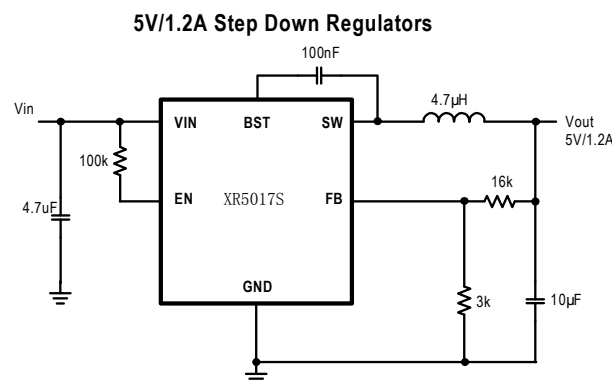 5V/1.2A Step Down Regulators
100nF
4.7µH
Vin
VIN
BST
SW
Vout
5V/1.2A
100k
16k
EN
XR5017S
FB
4.7uF
GND
3k
10µF